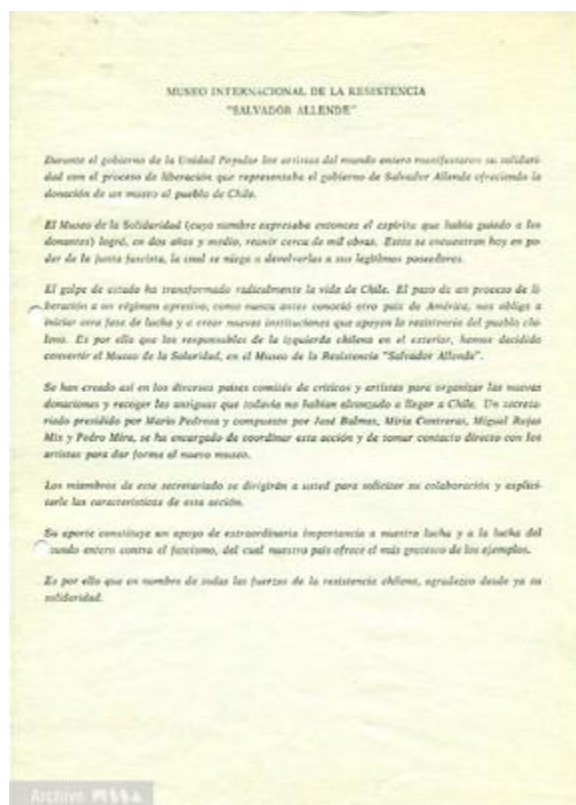 MUSEO INTERNACIONAL DE LA RESISTENCIA
"SALVADOR ALLENDE"
Durante el gobierno de la Unidad Popular los artistas del mundo entero manifestaron su solidari-
dad con el proceso de liberación que representaba el gobierno de Salvador Allende ofreciendo la
donación de un museo al pueblo de Chile.
El Museo de la Solidaridad (cuyo nombre expresaba entonces el espíritu que había guiado a los
donantes) logró, en dos años y medio, reunir cerca de mil obras. Estas se encuentran hoy en po-
der de la junta fascista, la cual se niega a devolverlas a sus legítimos poseedores.
El golpe de estado ha transformado radicalmente la vida de Chile. El paso de un proceso de li-
beración a un régimen opresivo, como nunca antes conoció otro país de América, nos obliga a
iniciar otra fase de lucha y a crear nuevas instituciones que apoyen la resistencia del pueblo chi-
leno. Es por ello que los responsables de la izquierda chilena en el exterior, hemos decidido
convertir el Museo de la Soloridad, en el Museo de la Resistencia "Salvador Allende".
Se han creado así en los diversos países comités de críticos y artistas para organizar las nuevas
donaciones y recoger las antiguas que todavía no habían alcanzado a llegar a Chile. Un secreta-
riado presidido por Mario Pedrosa y compuesto por José Balmes, Miria Contreras, Miguel Rojas
Mix y Pedro Mira, se ha encargado de coordinar esta acción y de tomar contacto directo con los
artistas para dar forma al nuevo museo.
Los miembros de este secretariado se dirigirán a usted para solicitar su colaboración y explici-
tarle las características de esta acción.
Su aporte constituye un apoyo de extraordinaria importancia a nuestra lucha y a la lucha del
mundo entero contra el fascismo, del cual nuestro país ofrece el más grotesco de los ejemplos.
Es por ello que en nombre de todas las fuerzas de la resistencia chilena, agradezco desde ya su
solidaridad.
Archivo MSSA